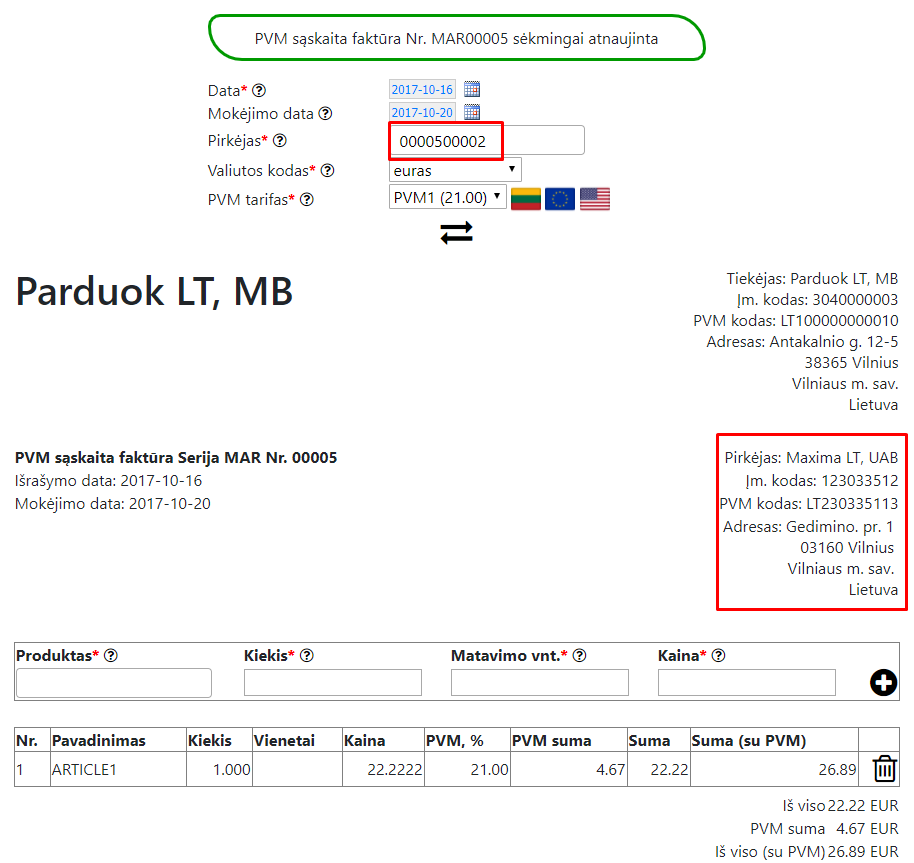 PVM sąskaita faktūra Nr. MAR00005 sėkmingai atnaujinta
Data* ? 2017-10-16
Mokėjimo data ? 2017-10-20
Pirkėjas* ? 0000500002
Valiutos kodas* ? euras
PVM tarifas* ? PVM1 (21.00)
Parduok LT, MB
Tiekėjas: Parduok LT, MB
Įm. kodas: 3040000003
PVM kodas: LT100000000010
Adresas: Antakalnio g. 12-5
38365 Vilnius
Vilniaus m. sav.
Lietuva
PVM sąskaita faktūra Serija MAR Nr. 00005
Išrašymo data: 2017-10-16
Mokėjimo data: 2017-10-20
Pirkėjas: Maxima LT, UAB
Įm. kodas: 123033512
PVM kodas: LT230335113
Adresas: Gedimino. pr. 1
03160 Vilnius
Vilniaus m. sav.
Lietuva
Produktas* ? Kiekis* ? Matavimo vnt.* ? Kaina* ?
Nr. Pavadinimas Kiekis Vienetai Kaina PVM, % PVM suma Suma Suma (su PVM)
1 ARTICLE1 1.000 22.2222 21.00 4.67 22.22 26.89
Iš viso 22.22 EUR
PVM suma 4.67 EUR
Iš viso (su PVM) 26.89 EUR